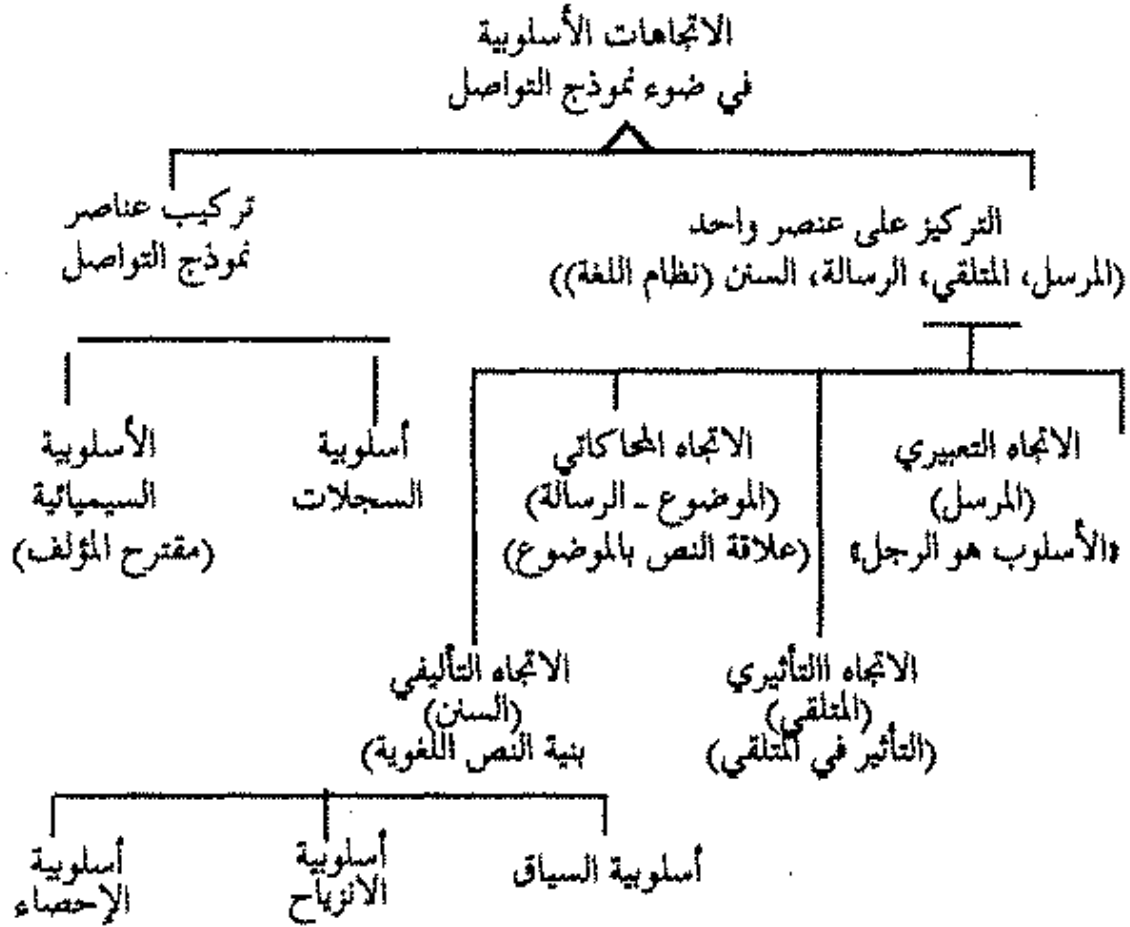 الاتجاهات الأسلوبية
في ضوء نموذج التواصل
التركيز على عنصر واحد
(المرسل، المتلقي، الرسالة، السنن (نظام اللغة))
تركيب عناصر
نموذج التواصل
الاتجاه التعبيري
(المرسل)
«الأسلوب هو الرجل»
الاتجاه المحاكاتي
(الموضوع - الرسالة)
(علاقة النص بالموضوع)
أسلوبية
السجلات
الأسلوبية
السيميائية
(مقترح المؤلف)
الاتجاه االتأثيري
(المتلقي)
(التأثير في المتلقي)
الاتجاه التأليفي
(السنن)
بنية النص اللغوية)
أسلوبية السياق
أسلوبية
الانزياح
أسلوبية
الإحصاء